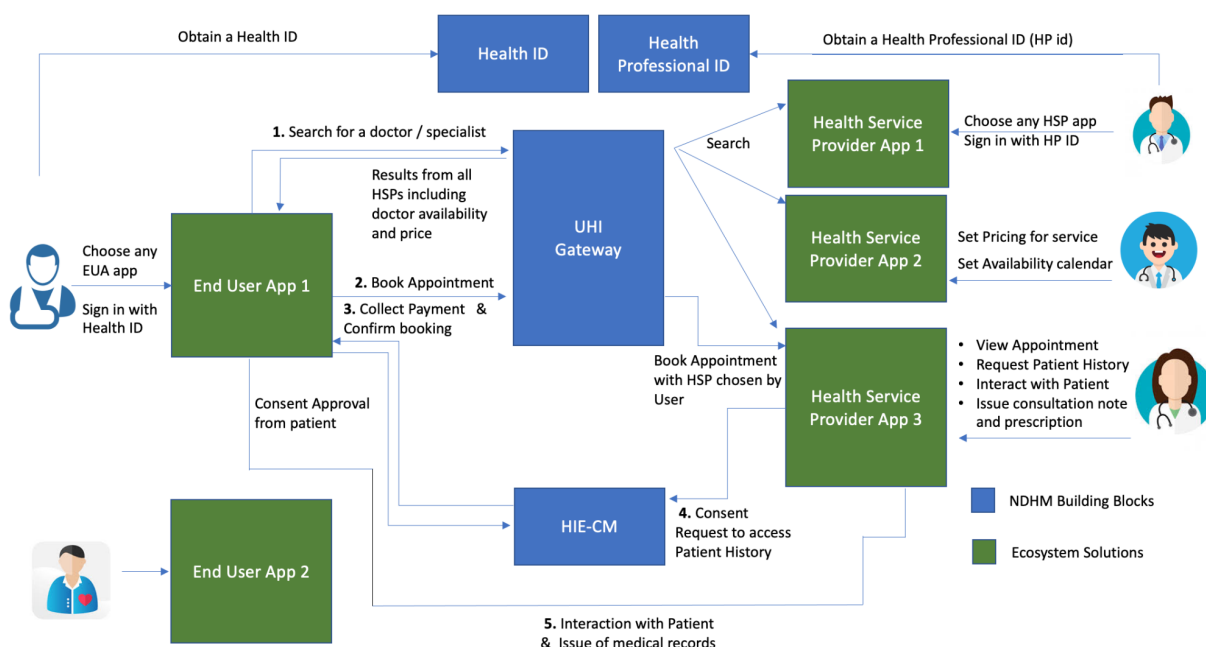 Obtain a Health ID
Health ID
Health
Professional ID
Obtain a Health Professional ID (HP id)
1. Search for a doctor / specialist
Results from all
HSPs including
doctor availability
and price
UHI
Gateway
Search
Health Service
Provider App 1
Choose any HSP app
Sign in with HP ID
Health Service
Provider App 2
Set Pricing for service
Set Availability calendar
Choose any
EUA app
Sign in with
Health ID
End User App 1
2. Book Appointment
3. Collect Payment & 
Confirm booking
Book Appointment
with HSP chosen by
User
Health Service
Provider App 3
• View Appointment
• Request Patient History
• Interact with Patient
• Issue consultation note
and prescription
Consent Approval
from patient
HIE-CM
4. Consent
Request to access
Patient History
NDHM Building Blocks
Ecosystem Solutions
End User App 2
5. Interaction with Patient
& Issue of medical records